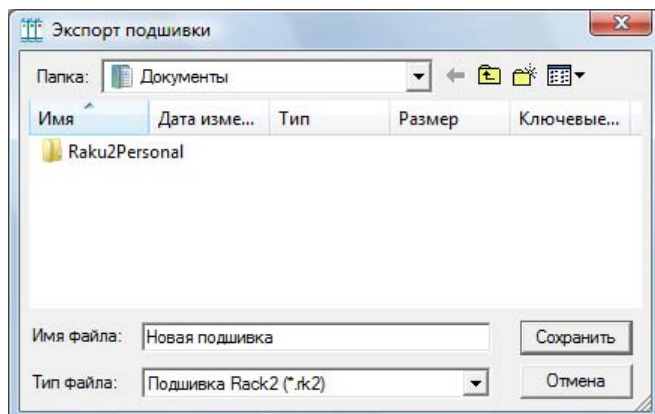 Экспорт подшивки
Папка: Документы
Имя Дата изме... Тип Размер Ключевые...
Raku2Personal
Имя файла: Новая подшивка Сохранить
Тип файла: Подшивка Rack2 (*.rk2) Отмена